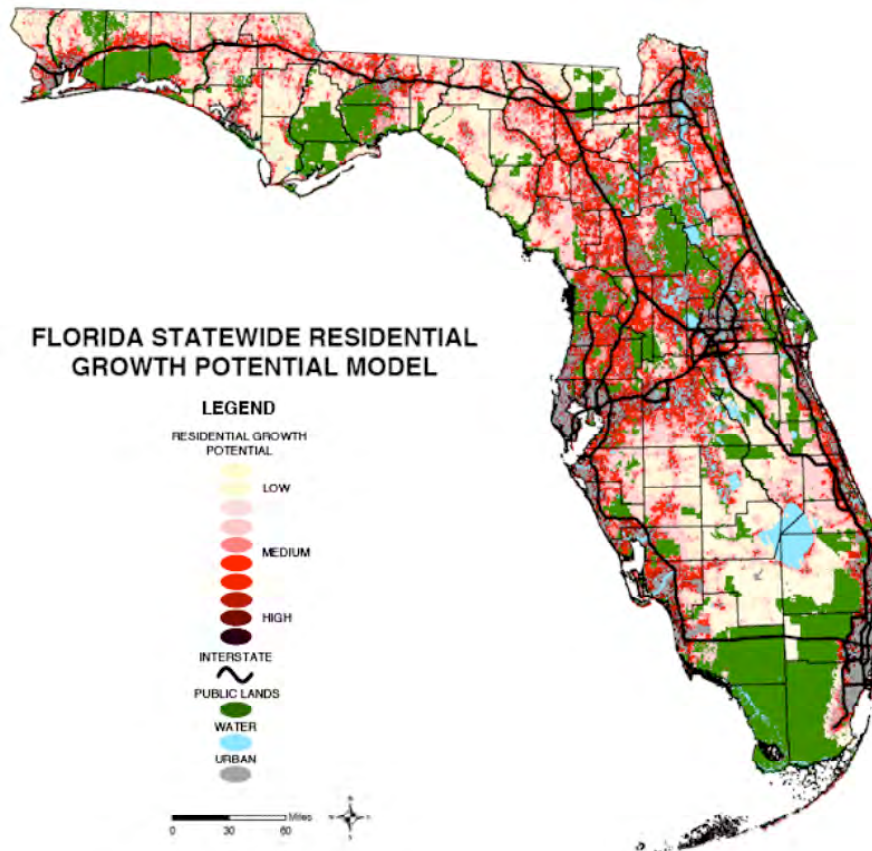 FLORIDA STATEWIDE RESIDENTIAL
GROWTH POTENTIAL MODEL
LEGEND
RESIDENTIAL GROWTH
POTENTIAL
LOW
MEDIUM
HIGH
INTERSTATE
PUBLIC LANDS
WATER
URBAN
Miles
0 30 60